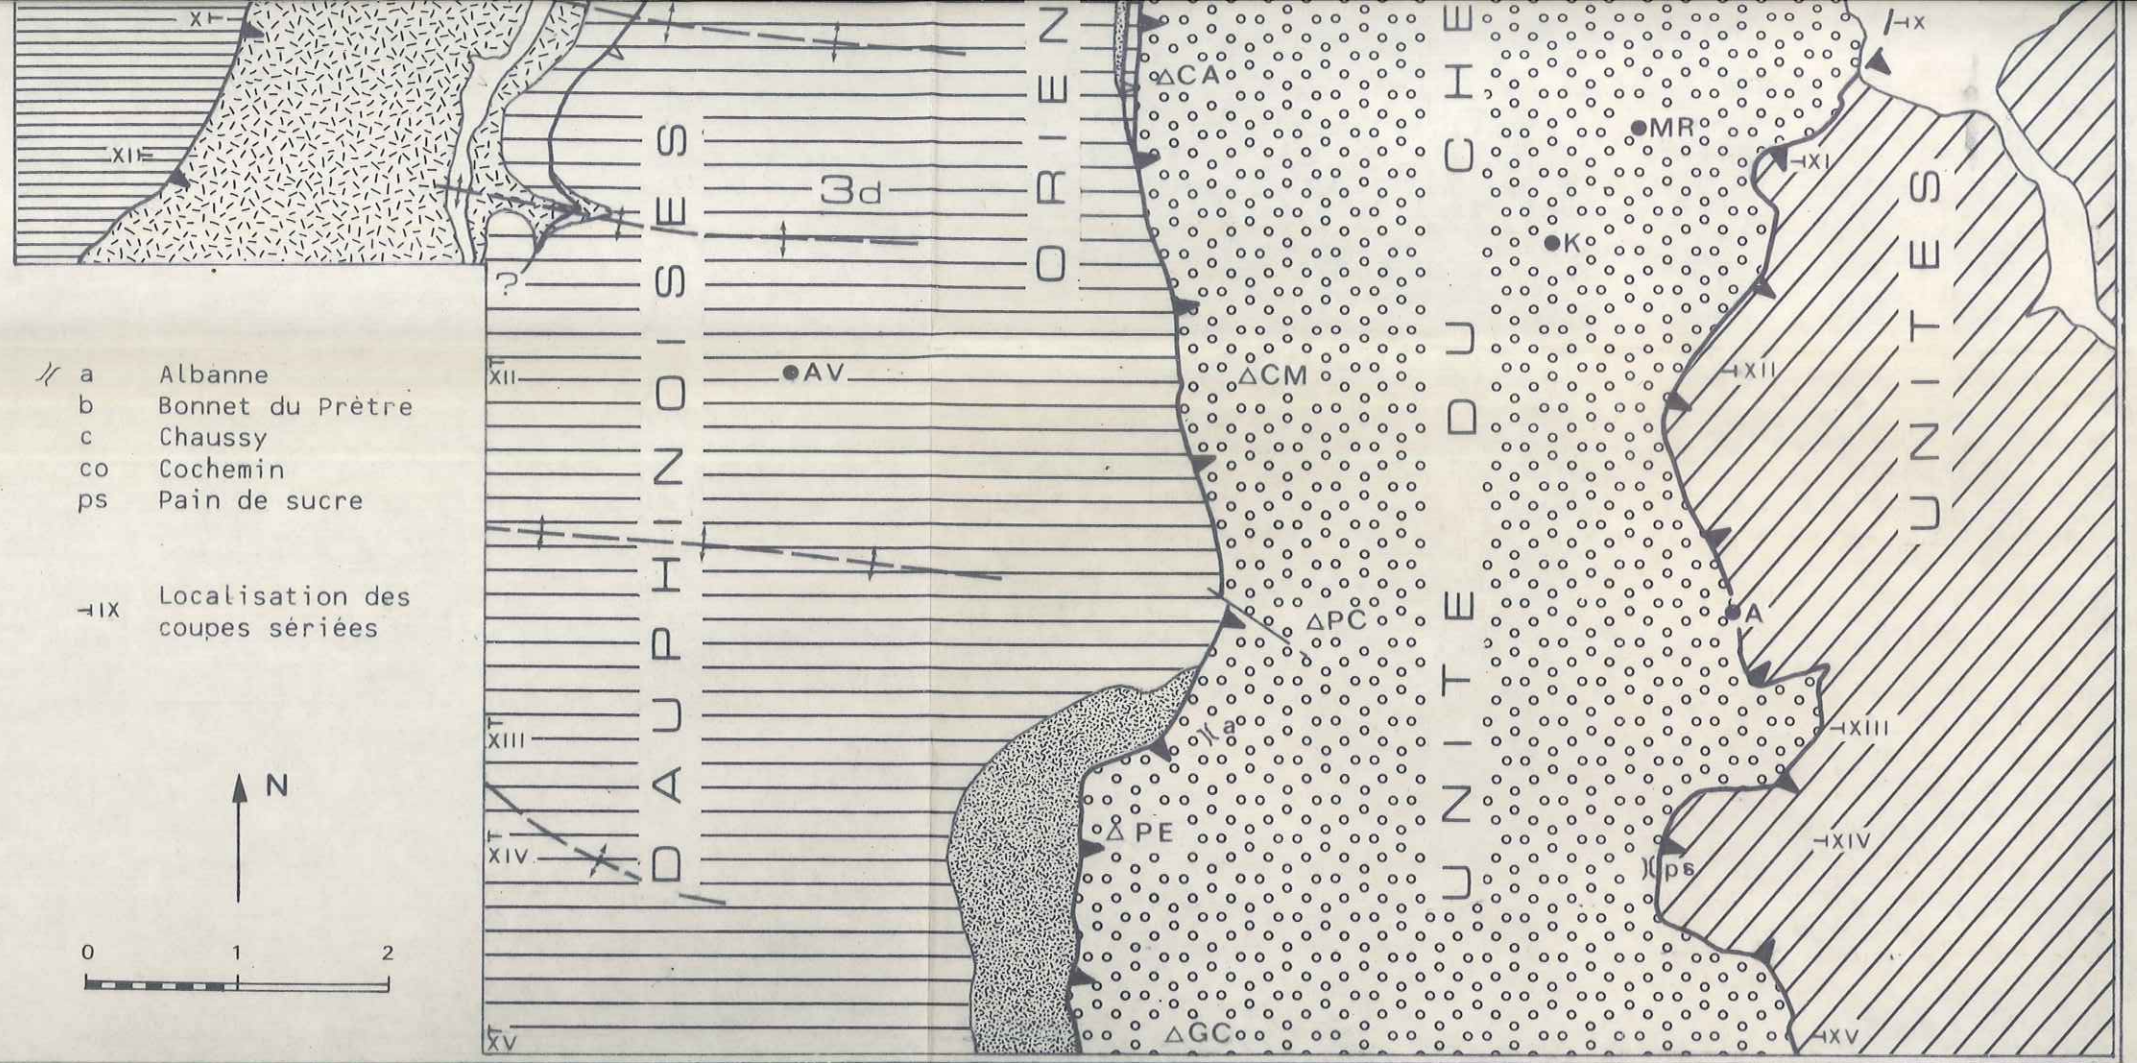 XI
XII
ORIEN
UNITE DU CHE
IX
X
△CA
MR
XI
DAUPHINOISES
3d
UNITES
K
?
XII
AV
△CM
XII
a Albanne
b Bonnet du Prêtre
c Chaussy
co Cochemin
ps Pain de sucre
IX Localisation des
coupes sériées
△PC
A
XIII
a
XIII
N
XIV
△ PE
XIV
ps
0 1 2
XV
△GC
XV